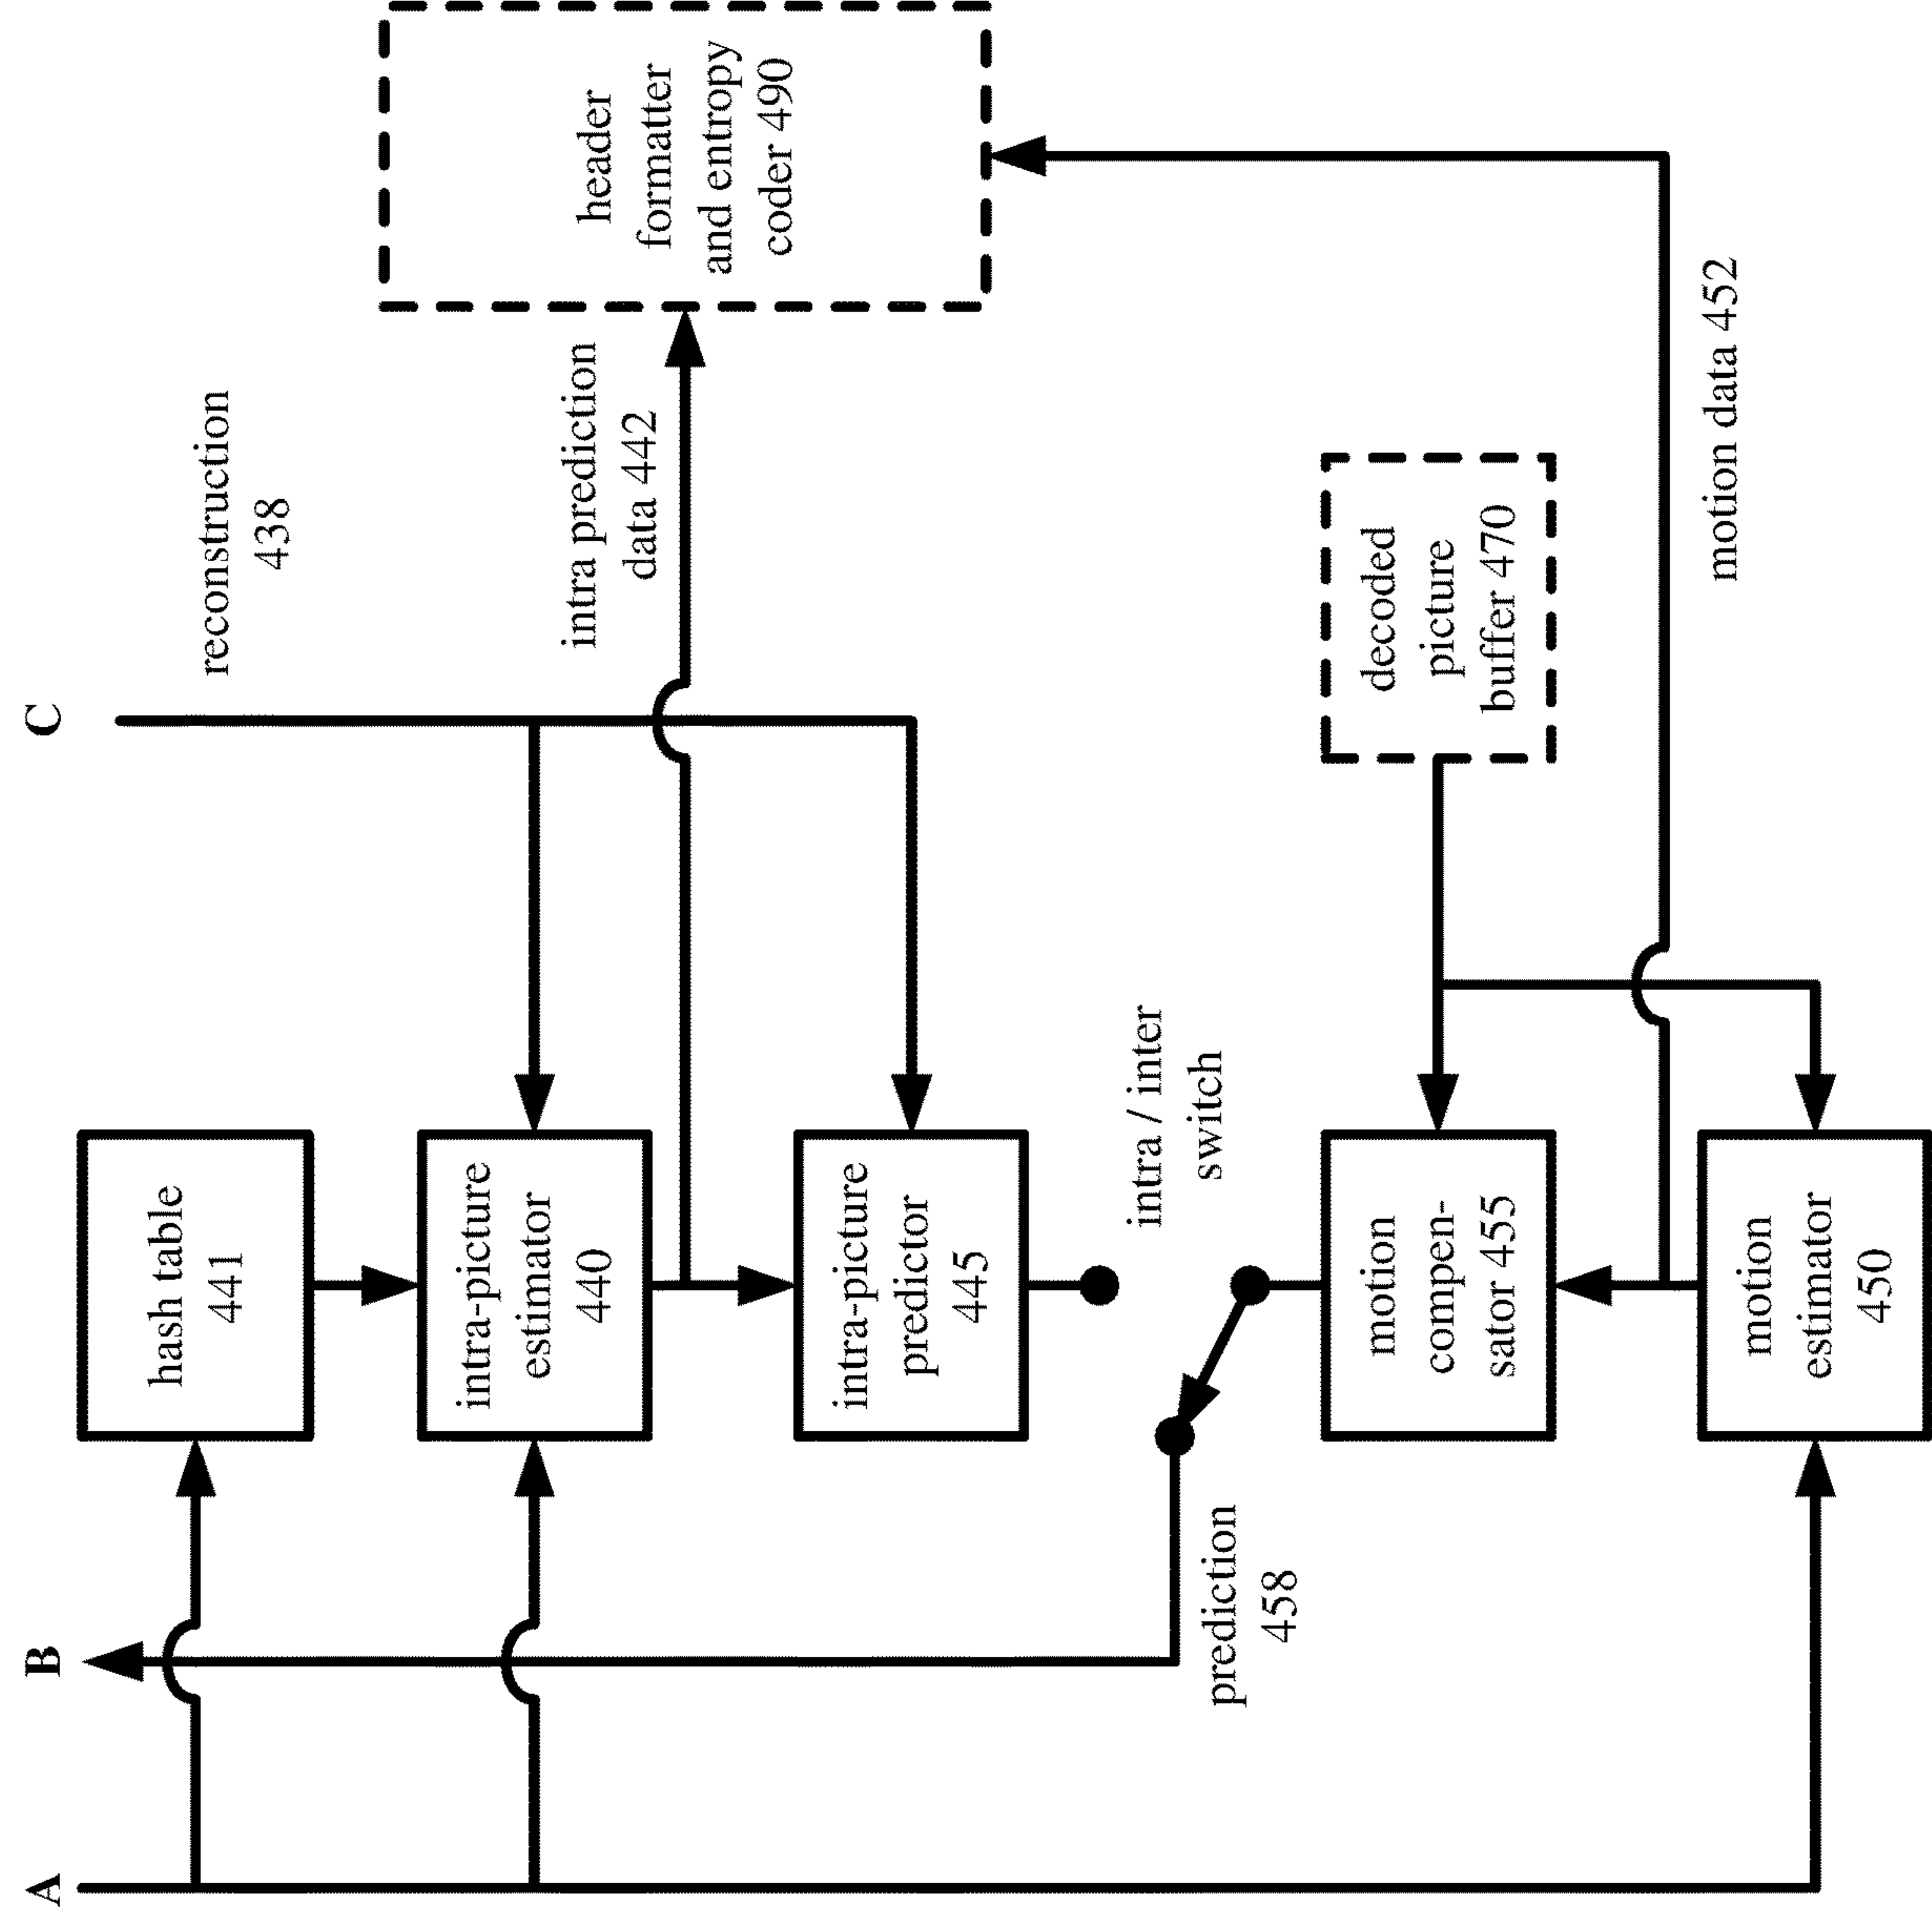 A
B
C
hash table
441
reconstruction
438
intra-picture
estimator
440
intra prediction
data 442
header
formatter
and entropy
coder 490
intra-picture
predictor
445
intra / inter
switch
prediction
458
motion
compen-
sator 455
decoded
picture
buffer 470
motion
estimator
450
motion data 452